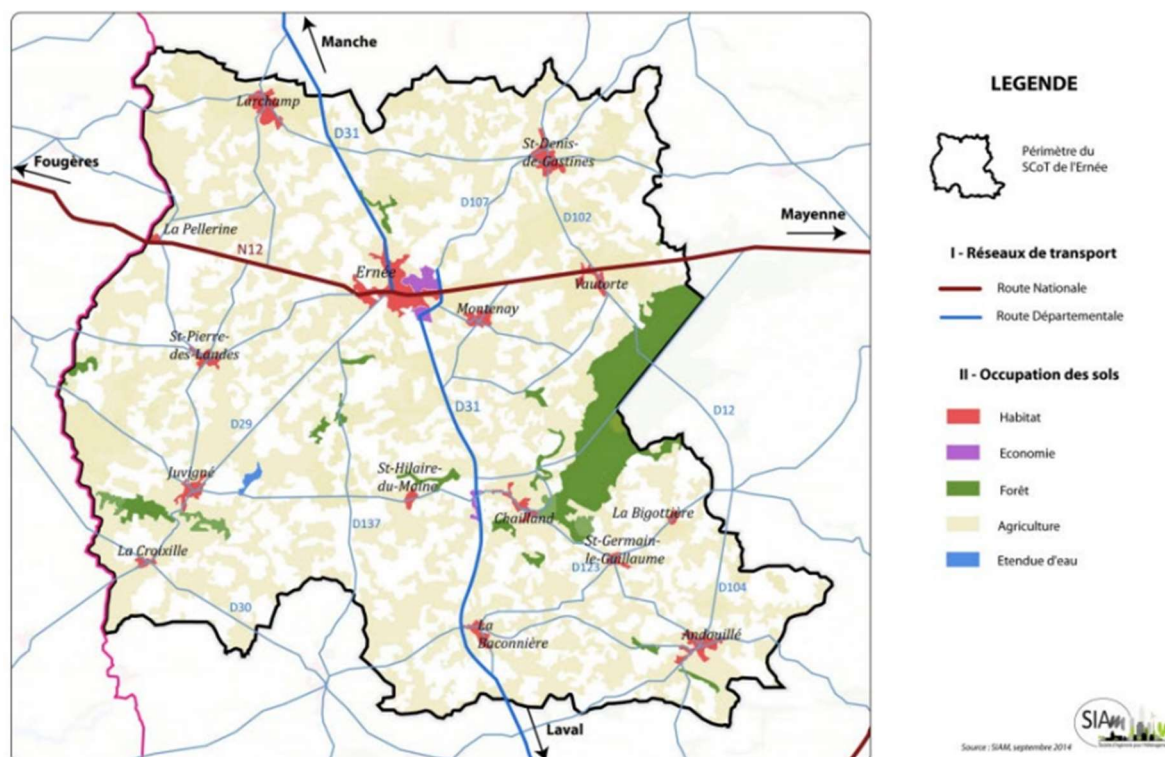 Manche
Larchamp
D31
St-Denis-
de-Gastines
Fougères
D107
D102
Mayenne
La Pellerine
N12
Ernée
Vautorte
Montenay
St-Pierre-
des-Landes
D31
D12
D29
Juvigné
St-Hilaire-
du-Maine
Chailland
La Bigottière
D137
St-Germain-
le-Guillaume
La Croixille
D123
D104
D30
La
Baconnière
Andouillé
Laval
LEGENDE
Périmètre du
SCoT de l'Ernée
I - Réseaux de transport
Route Nationale
Route Départementale
II - Occupation des sols
Habitat
Economie
Forêt
Agriculture
Etendue d'eau
SIAm
Source : SIAM, septembre 2014